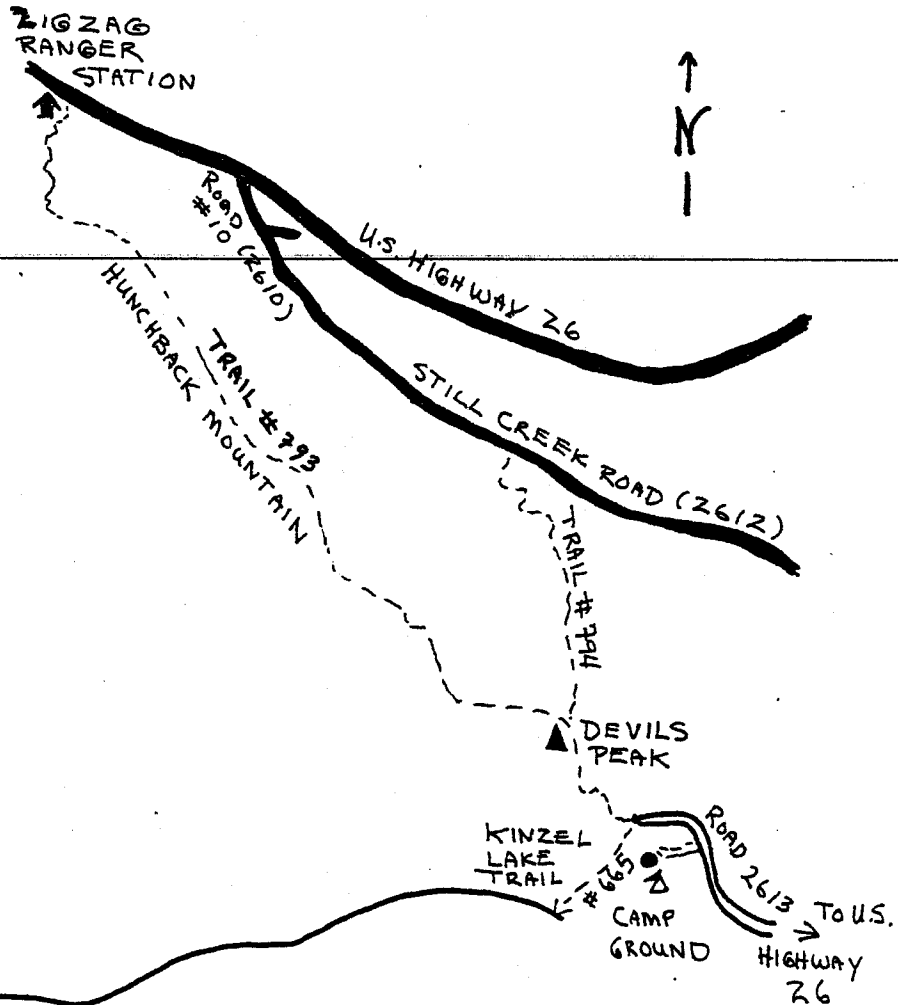 ZIGZAG
RANGER
STATION
N
ROAD
#10 (2610)
U.S. HIGHWAY 26
HUNCHBACK MOUNTAIN
TRAIL #793
STILL CREEK ROAD (2612)
TRAIL #794
DEVILS
PEAK
KINZEL
LAKE
TRAIL
#665
CAMP
GROUND
ROAD 2613
TO U.S.
HIGHWAY
26